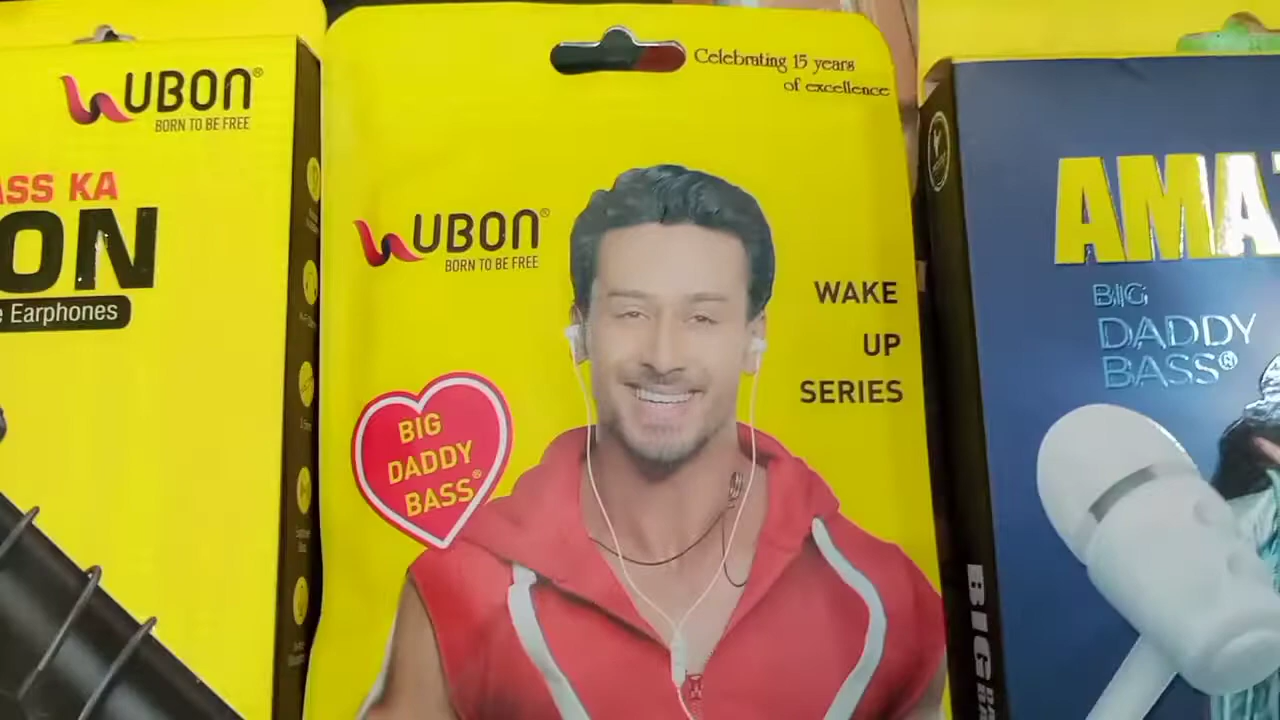 UBON®
BORN TO BE FREE
ASS KA
ON
Earphones
Celebrating 15 years
of excellence
UBON®
BORN TO BE FREE
WAKE
UP
SERIES
BIG
DADDY
BASS®
AMA
BIG
DADDY
BASS®
BIG